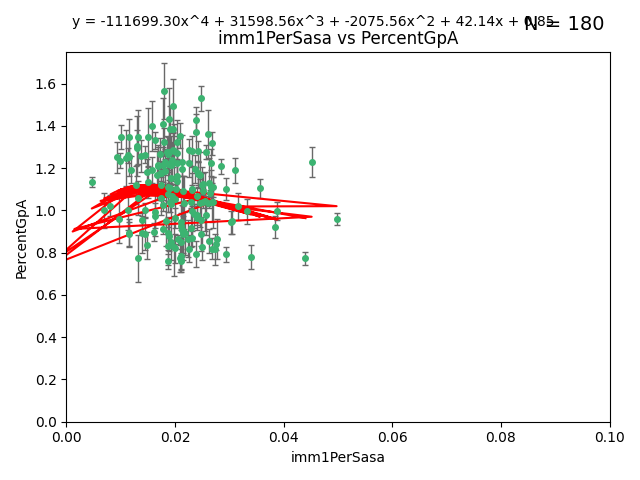 y = -111699.30x^4 + 31598.56x^3 + -2075.56x^2 + 42.14x + 0.85
N = 180
imm1PerSasa vs PercentGpA
PercentGpA
1.6
1.4
1.2
1.0
0.8
0.6
0.4
0.2
0.0
0.00 0.02 0.04 0.06 0.08 0.10
imm1PerSasa